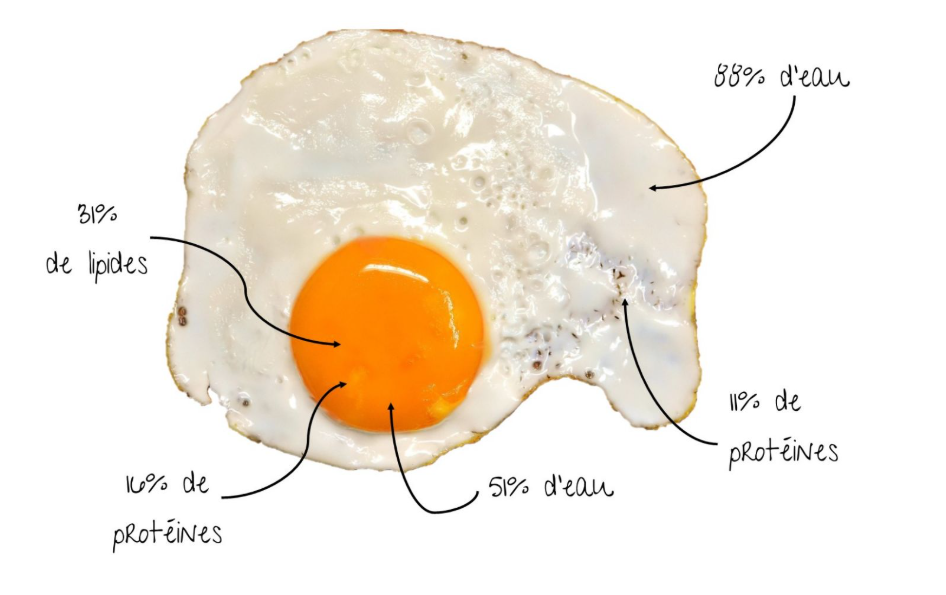 88% d'eau
31%
de lipides
11% de
protéines
16% de
protéines
51% d'eau